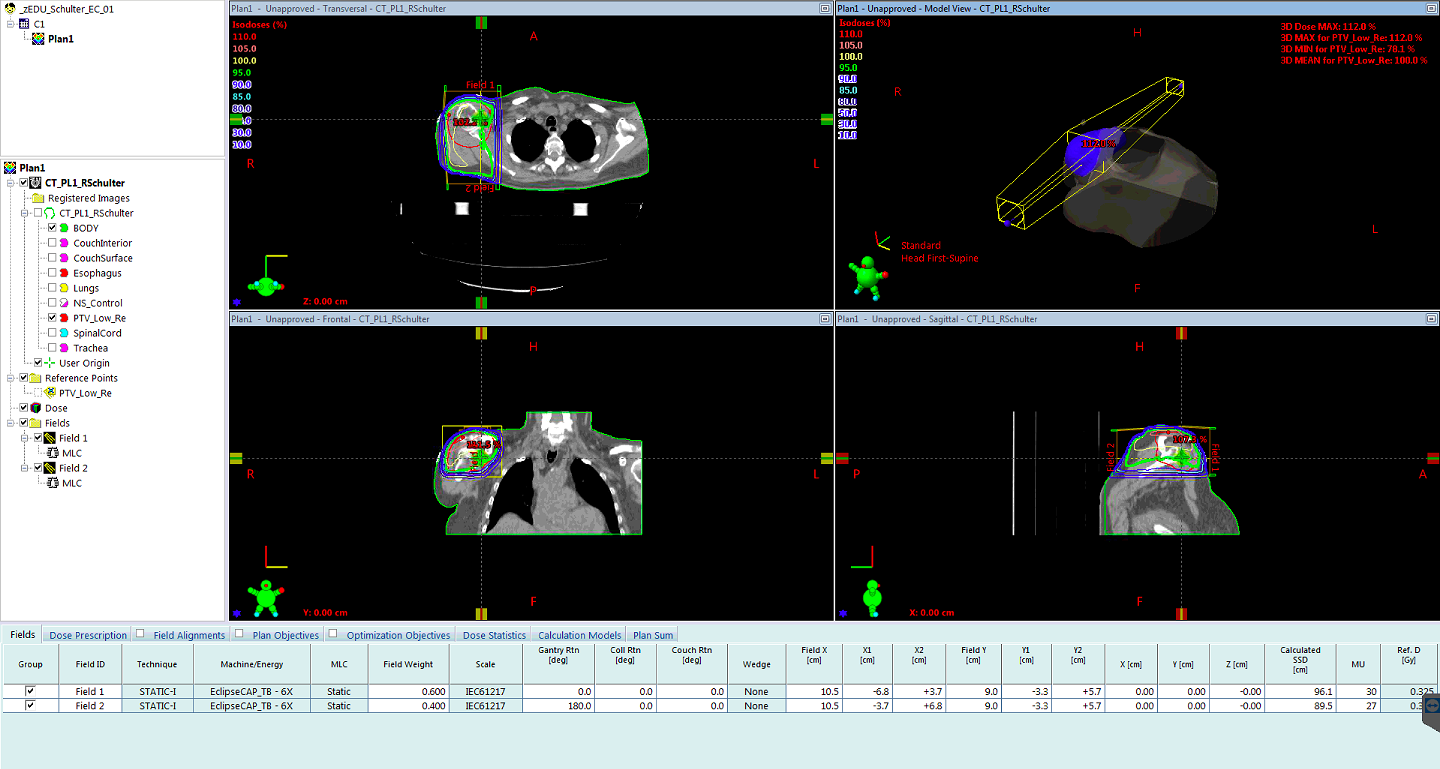 _zEDU_Schulter_EC_01
C1
Plan1
Plan1
CT_PL1_RSchulter
Registered Images
CT_PL1_RSchulter
BODY
CouchInterior
CouchSurface
Esophagus
Lungs
NS_Control
PTV_Low_Re
SpinalCord
Trachea
User Origin
Reference Points
PTV_Low_Re
Dose
Fields
Field 1
MLC
Field 2
MLC
Plan1 - Unapproved - Transversal - CT_PL1_RSchulter
Isodoses (%)
110.0
105.0
100.0
95.0
90.0
85.0
80.0
30.0
10.0
A
Field 1
R
L
Field 2
P
Z: 0.00 cm
Plan1 - Unapproved - Model View - CT_PL1_RSchulter
Isodoses (%)
110.0
105.0
100.0
95.0
90.0
85.0
80.0
50.0
30.0
10.0
H
3D Dose MAX: 112.0 %
3D MAX for PTV_Low_Re: 112.0 %
3D MIN for PTV_Low_Re: 78.1 %
3D MEAN for PTV_Low_Re: 100.0 %
R
112.0 %
L
Standard
Head First-Supine
F
Plan1 - Unapproved - Frontal - CT_PL1_RSchulter
H
R
L
F
Y: 0.00 cm
Plan1 - Unapproved - Sagittal - CT_PL1_RSchulter
H
Field 2
Field 1
P
A
F
X: 0.00 cm
Fields Dose Prescription Field Alignments Plan Objectives Optimization Objectives Dose Statistics Calculation Models Plan Sum
Group Field ID Technique Machine/Energy MLC Field Weight Scale Gantry Rtn [deg] Coll Rtn [deg] Couch Rtn [deg] Wedge Field X [cm] X1 [cm] X2 [cm] Field Y [cm] Y1 [cm] Y2 [cm] X [cm] Y [cm] Z [cm] Calculated SSD [cm] MU Ref. D [Gy]
Field 1 STATIC-I EclipseCAP_TB - 6X Static 0.600 IEC61217 0.0 0.0 0.0 None 10.5 -6.8 +3.7 9.0 -3.3 +5.7 0.00 0.00 -0.00 96.1 30 0.325
Field 2 STATIC-I EclipseCAP_TB - 6X Static 0.400 IEC61217 180.0 0.0 0.0 None 10.5 -3.7 +6.8 9.0 -3.3 +5.7 0.00 0.00 -0.00 89.5 27